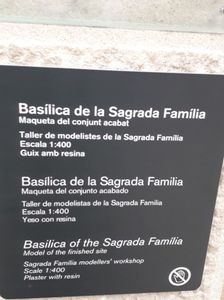 Basílica de la Sagrada Família
Maqueta del conjunt acabat
Taller de modelistes de la Sagrada Família
Escala 1:400
Guix amb resina
Basílica de la Sagrada Familia
Maqueta del conjunto acabado
Taller de modelistas de la Sagrada Familia
Escala 1:400
Yeso con resina
Basilica of the Sagrada Família
Model of the finished site
Sagrada Família modellers' workshop
Scale 1:400
Plaster with resin